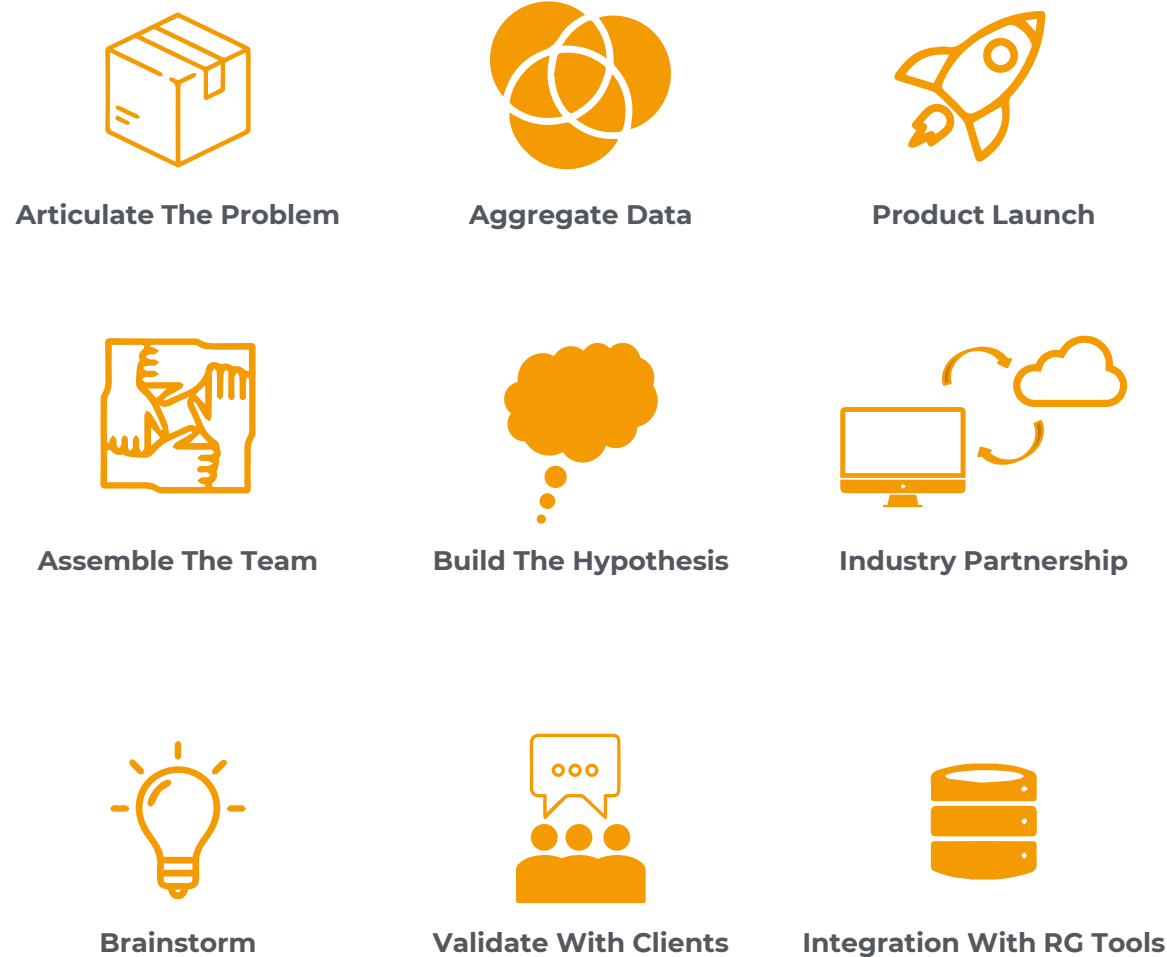 Articulate The Problem
Aggregate Data
Product Launch
Assemble The Team
Build The Hypothesis
Industry Partnership
Brainstorm
Validate With Clients
Integration With RG Tools